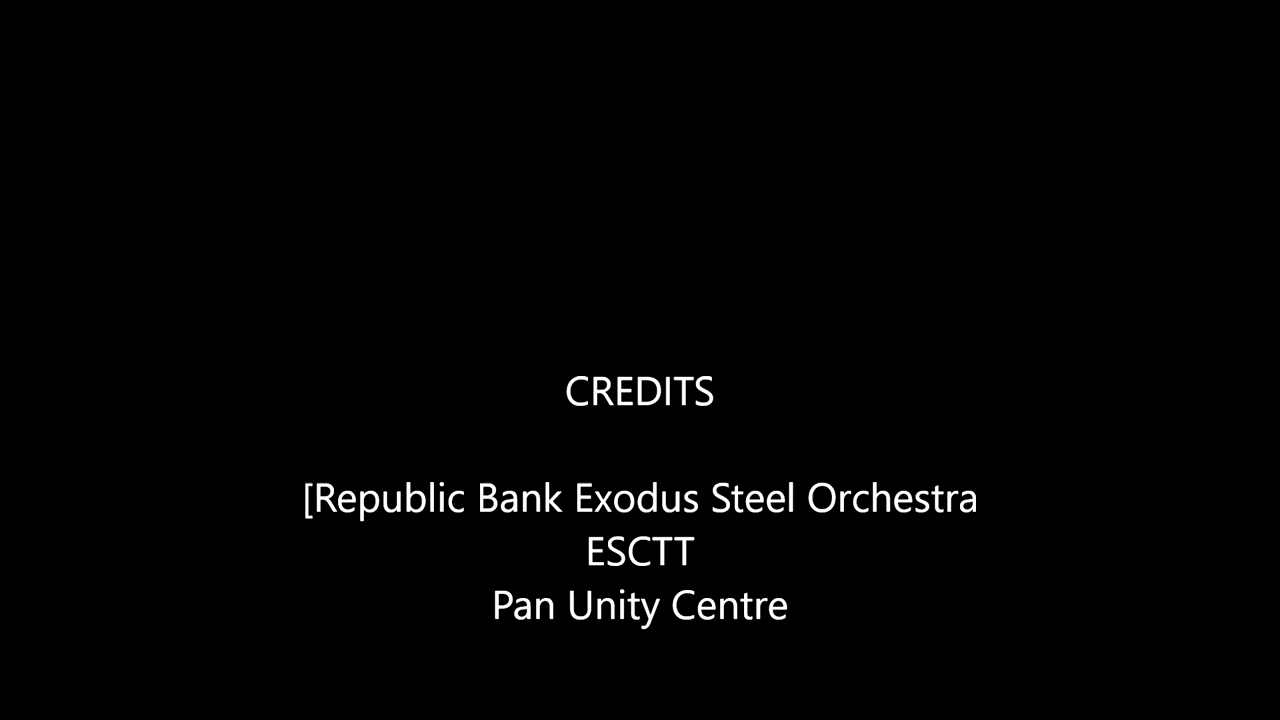 CREDITS
[Republic Bank Exodus Steel Orchestra
ESCTT
Pan Unity Centre